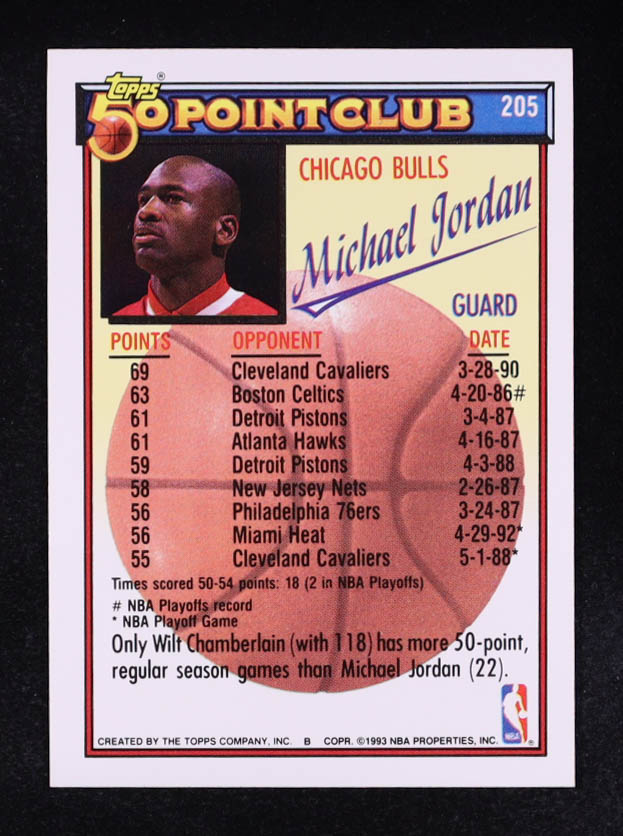 Topps®
50 POINT CLUB 205
CHICAGO BULLS
Michael Jordan
GUARD
POINTS OPPONENT DATE
69 Cleveland Cavaliers 3-28-90
63 Boston Celtics 4-20-86#
61 Detroit Pistons 3-4-87
61 Atlanta Hawks 4-16-87
59 Detroit Pistons 4-3-88
58 New Jersey Nets 2-26-87
56 Philadelphia 76ers 3-24-87
56 Miami Heat 4-29-92*
55 Cleveland Cavaliers 5-1-88*
Times scored 50-54 points: 18 (2 in NBA Playoffs)
# NBA Playoffs record
* NBA Playoff Game
Only Wilt Chamberlain (with 118) has more 50-point,
regular season games than Michael Jordan (22).
NBA ®
CREATED BY THE TOPPS COMPANY, INC. B COPR. ©1993 NBA PROPERTIES, INC.